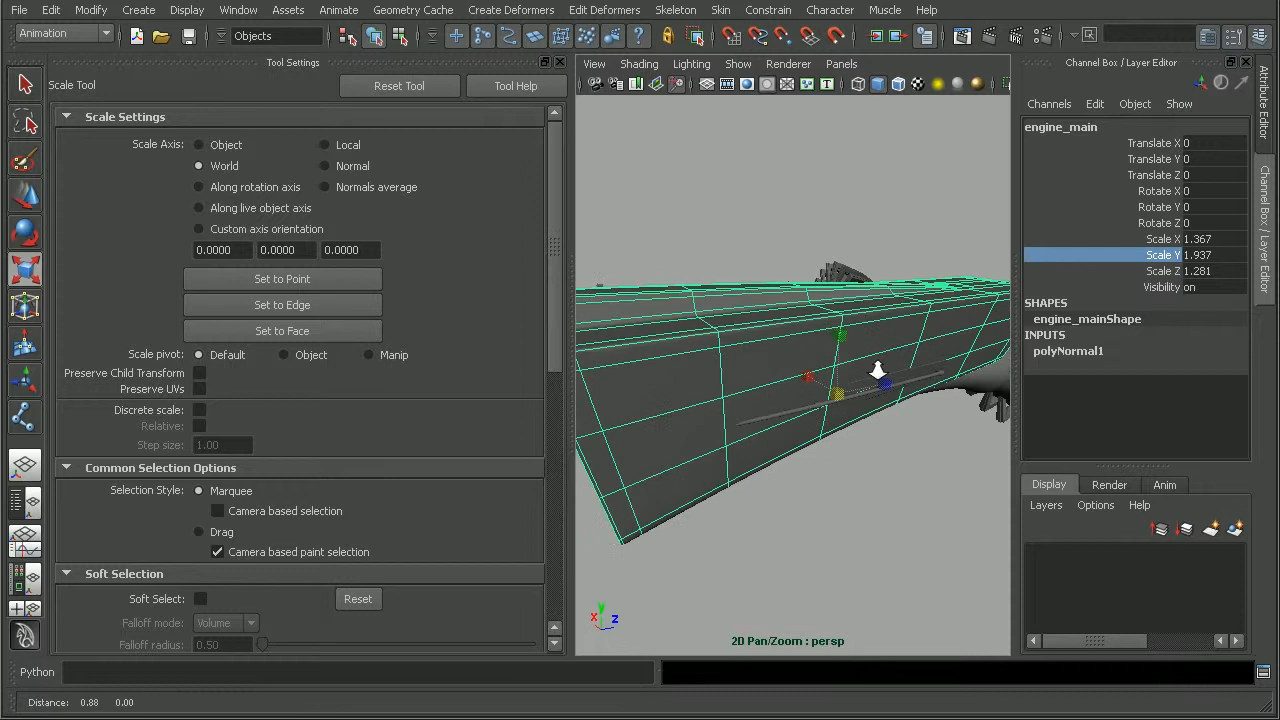 File Edit Modify Create Display Window Assets Animate Geometry Cache Create Deformers Edit Deformers Skeleton Skin Constrain Character Muscle Help
Animation Objects
Tool Settings
Scale Tool Reset Tool Tool Help
Scale Settings
Scale Axis: Object Local
World Normal
Along rotation axis Normals average
Along live object axis
Custom axis orientation
0.0000 0.0000 0.0000
Set to Point
Set to Edge
Set to Face
Scale pivot: Default Object Manip
Preserve Child Transform
Preserve UVs
Discrete scale:
Relative:
Step size: 1.00
Common Selection Options
Selection Style: Marquee
Camera based selection
Drag
Camera based paint selection
Soft Selection
Soft Select: Reset
Falloff mode: Volume
Falloff radius: 0.50
View Shading Lighting Show Renderer Panels
X Y Z
2D Pan/Zoom : persp
Channel Box / Layer Editor
Channels Edit Object Show
engine_main
Translate X 0
Translate Y 0
Translate Z 0
Rotate X 0
Rotate Y 0
Rotate Z 0
Scale X 1.367
Scale Y 1.937
Scale Z 1.281
Visibility on
SHAPES
engine_mainShape
INPUTS
polyNormal1
Display Render Anim
Layers Options Help
Attribute Editor
Channel Box / Layer Editor
Python
Distance: 0.88 0.00